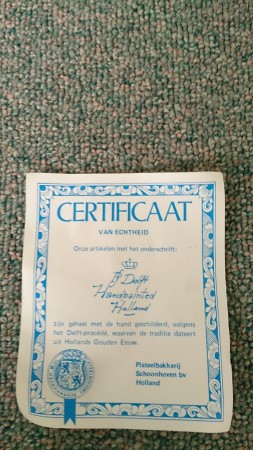 CERTIFICAAT
VAN ECHTHEID
Onze artikelen met het onderschrift:
Delft
Handpainted
Holland
zijn geheel met de hand geschilderd, volgens
het Delft-procédé, waarvan de traditie dateert
uit Hollands Gouden Eeuw.
Plateelbakkerij
Schoonhoven bv
Holland